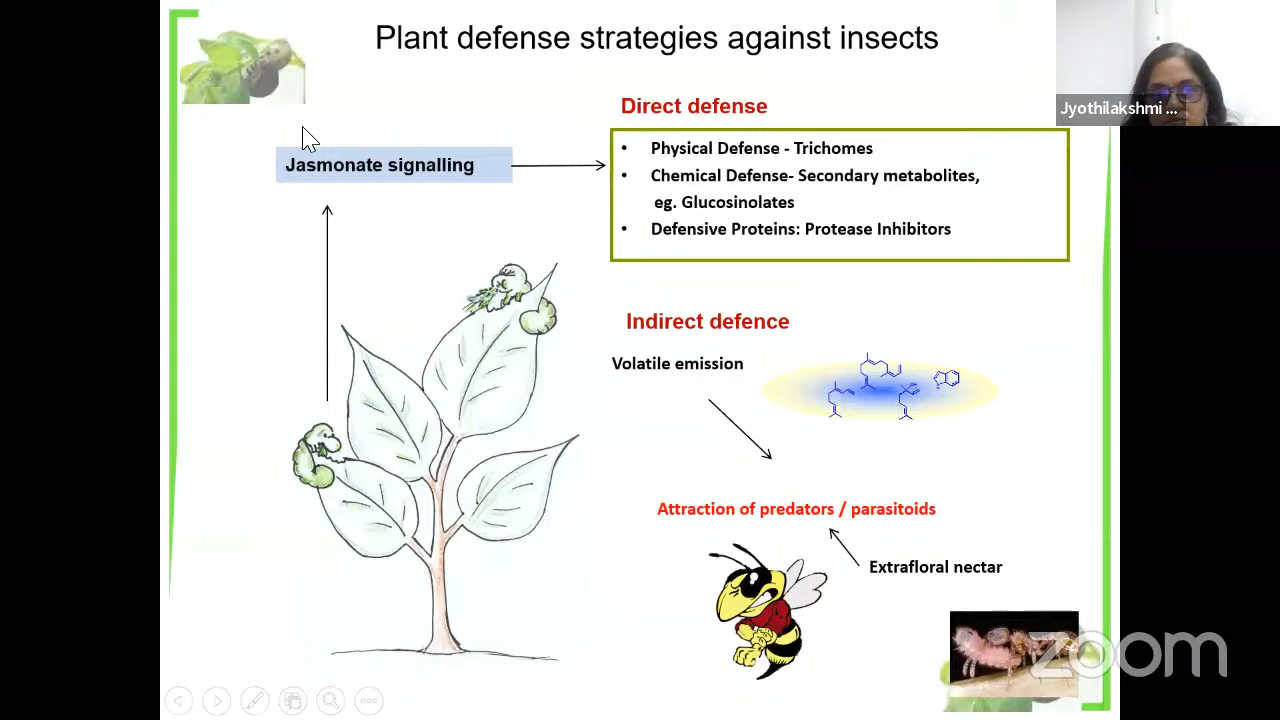 Plant defense strategies against insects
Jyothilakshmi ...
Direct defense
Jasmonate signalling
• Physical Defense - Trichomes
• Chemical Defense- Secondary metabolites,
eg. Glucosinolates
• Defensive Proteins: Protease Inhibitors
Indirect defence
Volatile emission
Attraction of predators / parasitoids
Extrafloral nectar
zoom